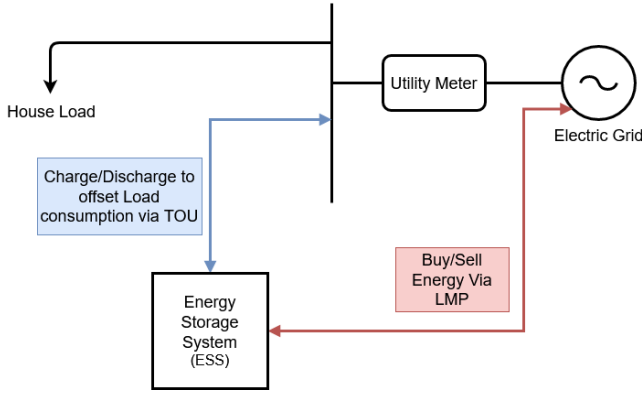 Utility Meter
House Load
Electric Grid
Charge/Discharge to
offset Load
consumption via TOU
Buy/Sell
Energy Via
LMP
Energy
Storage
System
(ESS)